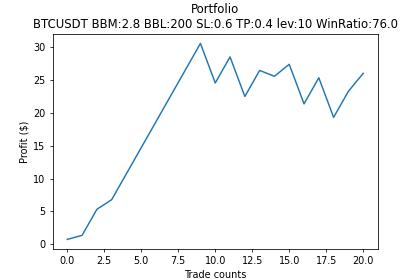 Portfolio
BTCUSDT BBM:2.8 BBL:200 SL:0.6 TP:0.4 lev:10 WinRatio:76.0
30
25
20
15
10
5
0
Profit ($)
0.0 2.5 5.0 7.5 10.0 12.5 15.0 17.5 20.0
Trade counts